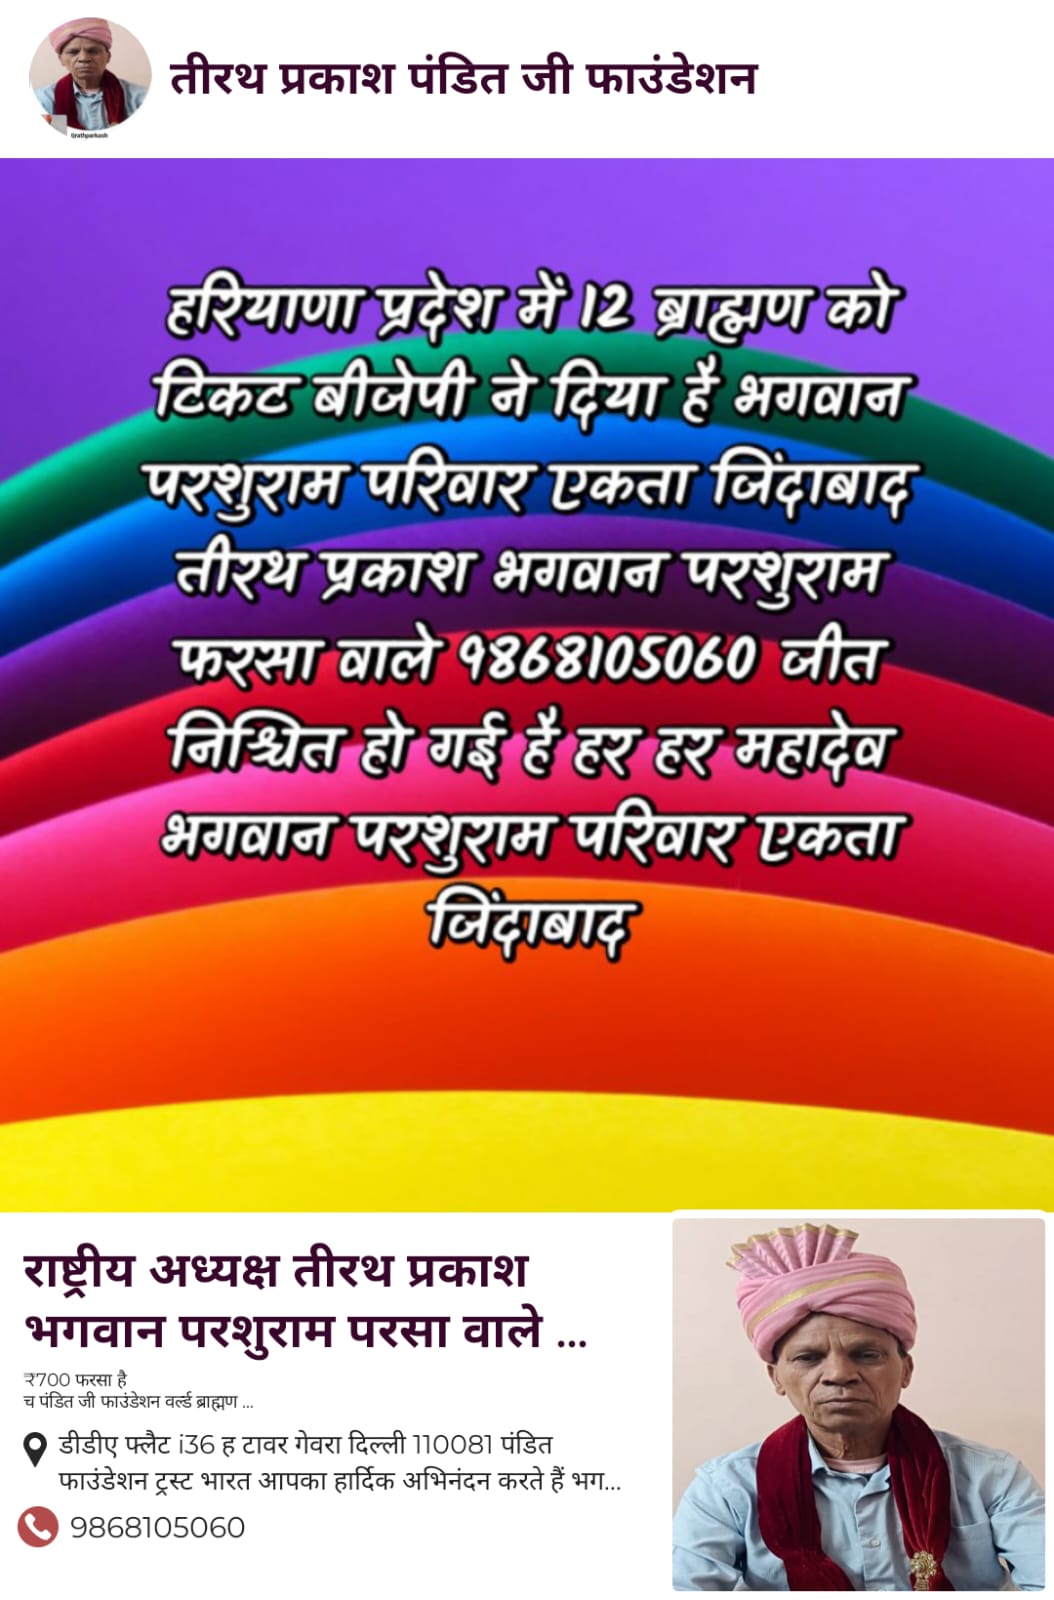 तीरथ प्रकाश पंडित जी फाउंडेशन
tirathparkash
हरियाणा प्रदेश में 12 ब्राह्मण को
टिकट बीजेपी ने दिया है भगवान
परशुराम परिवार एकता जिंदाबाद
तीरथ प्रकाश भगवान परशुराम
फरसा वाले 9868105060 जीत
निश्चित हो गई है हर हर महादेव
भगवान परशुराम परिवार एकता
जिंदाबाद
राष्ट्रीय अध्यक्ष तीरथ प्रकाश
भगवान परशुराम परसा वाले ...
₹700 फरसा है
च पंडित जी फाउंडेशन वर्ल्ड ब्राह्मण ...
डीडीए फ्लैट i36 ह टावर गेवरा दिल्ली 110081 पंडित
फाउंडेशन ट्रस्ट भारत आपका हार्दिक अभिनंदन करते हैं भग...
9868105060